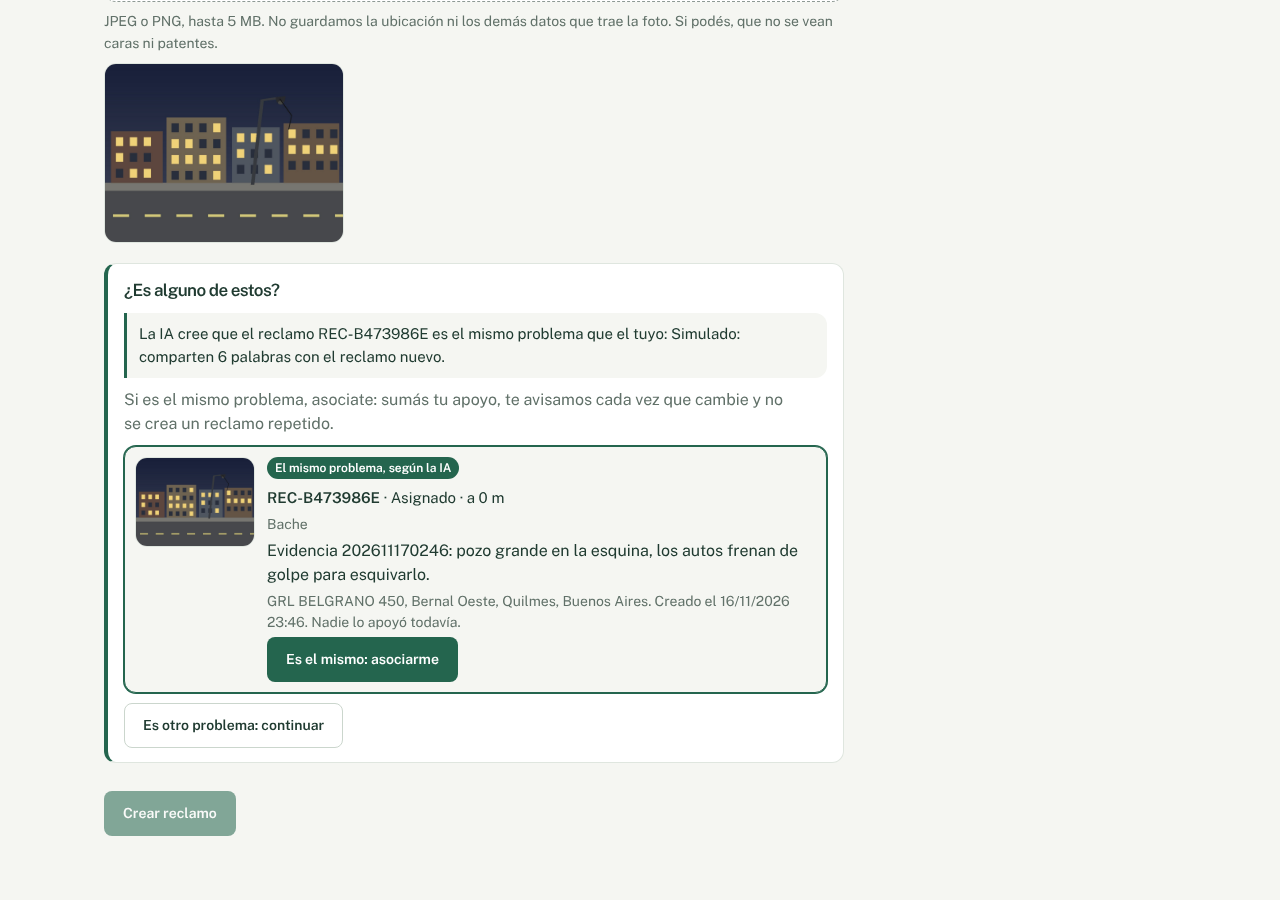 JPEG o PNG, hasta 5 MB. No guardamos la ubicación ni los demás datos que trae la foto. Si podés, que no se vean
caras ni patentes.
¿Es alguno de estos?
La IA cree que el reclamo REC-B473986E es el mismo problema que el tuyo: Simulado:
comparten 6 palabras con el reclamo nuevo.
Si es el mismo problema, asociate: sumás tu apoyo, te avisamos cada vez que cambie y no
se crea un reclamo repetido.
El mismo problema, según la IA
REC-B473986E · Asignado · a 0 m
Bache
Evidencia 202611170246: pozo grande en la esquina, los autos frenan de
golpe para esquivarlo.
GRL BELGRANO 450, Bernal Oeste, Quilmes, Buenos Aires. Creado el 16/11/2026
23:46. Nadie lo apoyó todavía.
Es el mismo: asociarme
Es otro problema: continuar
Crear reclamo